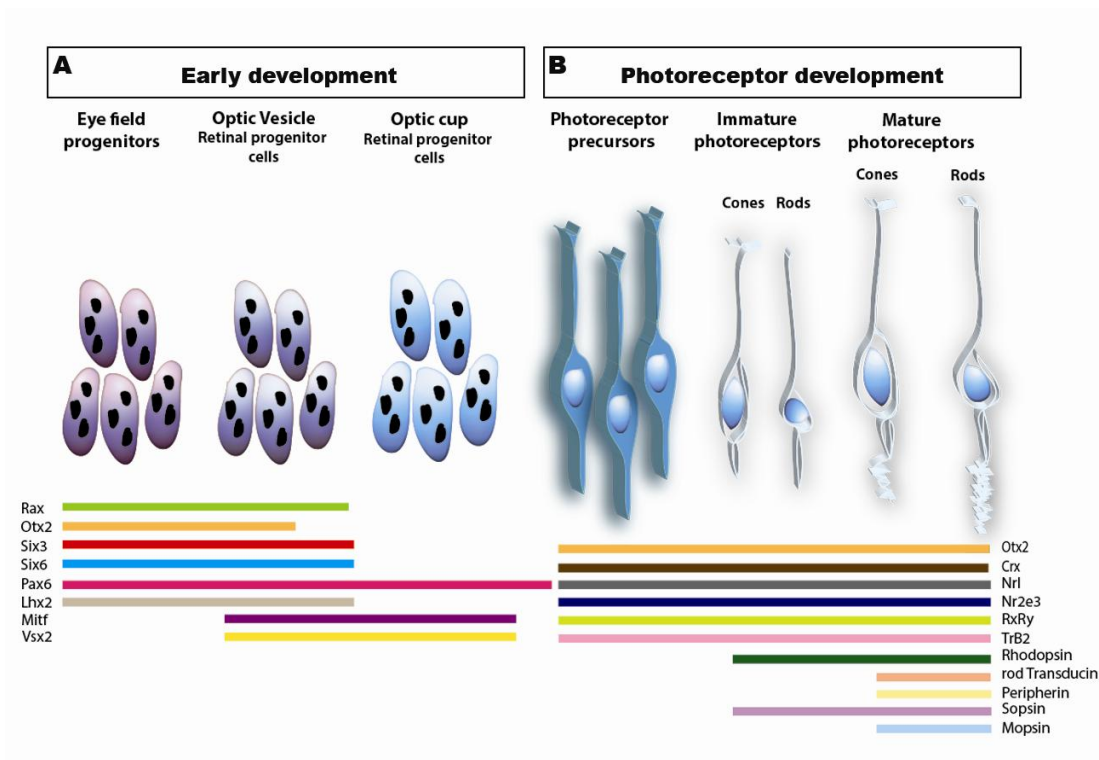 A
Early development
B
Photoreceptor development
Eye field
progenitors
Optic Vesicle
Retinal progenitor
cells
Optic cup
Retinal progenitor
cells
Photoreceptor
precursors
Immature
photoreceptors
Mature
photoreceptors
Cones
Rods
Cones
Rods
Rax
Otx2
Six3
Six6
Pax6
Lhx2
Mitf
Vsx2
Otx2
Crx
Nrl
Nr2e3
RxRy
TrB2
Rhodopsin
rod Transducin
Peripherin
Sopsin
Mopsin